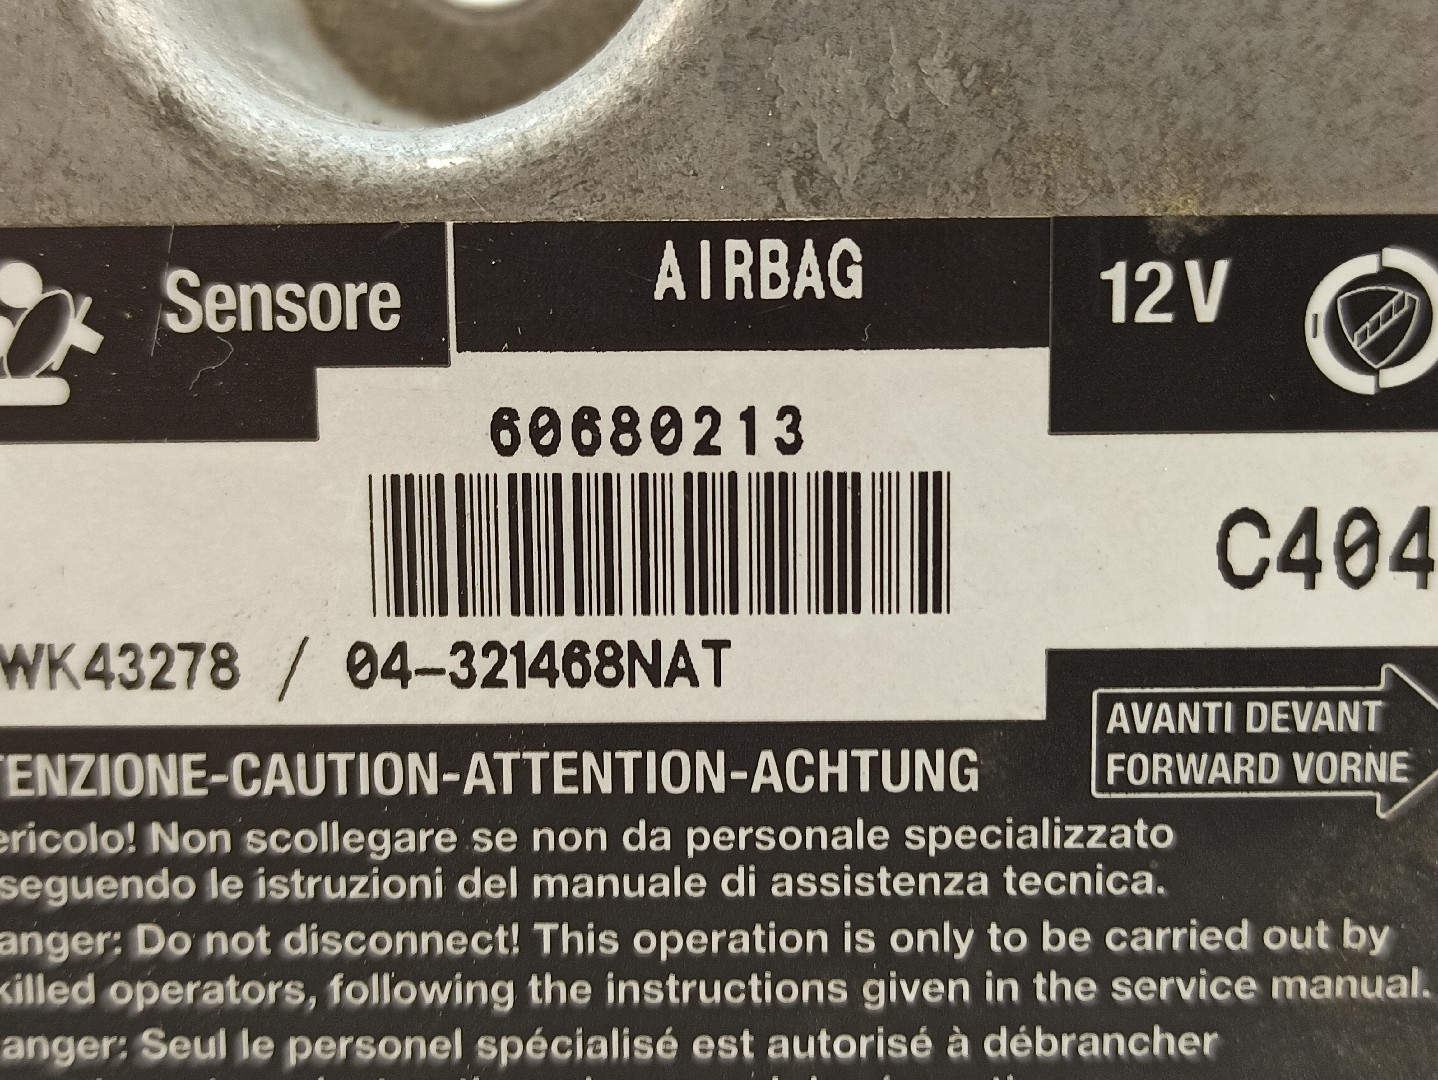 Sensore
AIRBAG
12V
60680213
C404
WK43278 / 04-321468NAT
AVANTI DEVANT
FORWARD VORNE
TENZIONE-CAUTION-ATTENTION-ACHTUNG
ericolo! Non scollegare se non da personale specializzato
seguendo le istruzioni del manuale di assistenza tecnica.
anger: Do not disconnect! This operation is only to be carried out by
killed operators, following the instructions given in the service manual.
anger: Seul le personel spécialisé est autorisé à débrancher